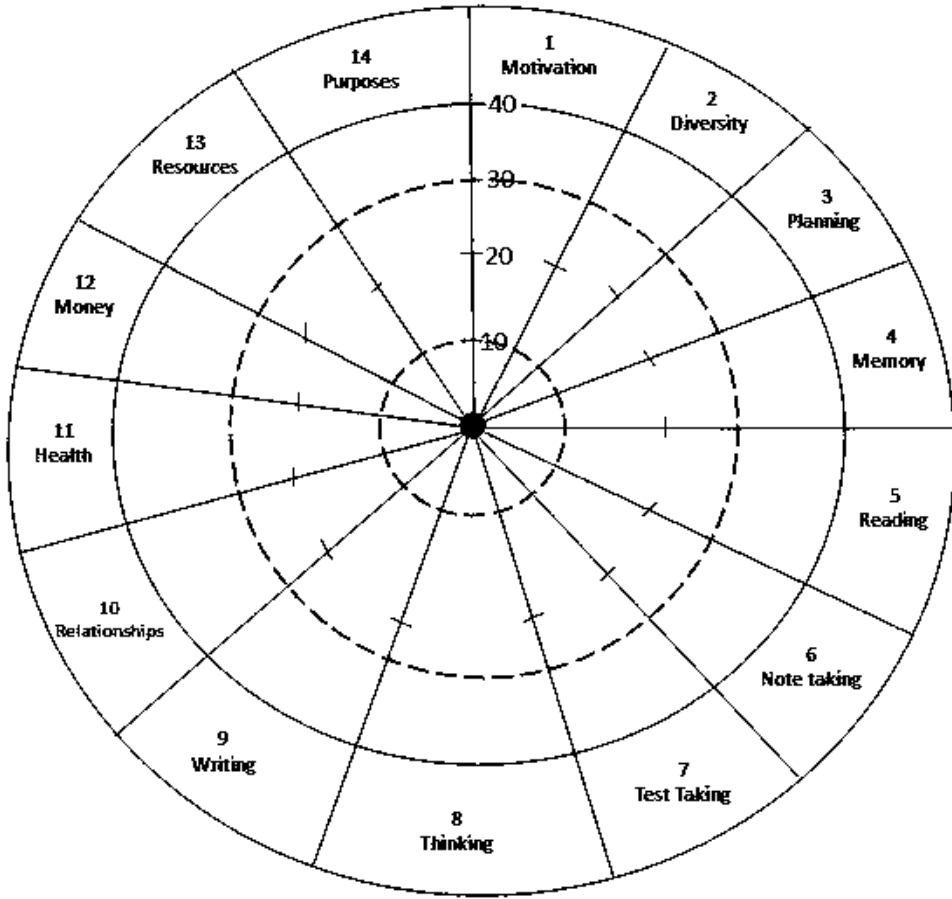 1
Motivation
2
Diversity
3
Planning
4
Memory
5
Reading
6
Note taking
7
Test Taking
8
Thinking
9
Writing
10
Relationships
11
Health
12
Money
13
Resources
14
Purposes
40
30
20
10